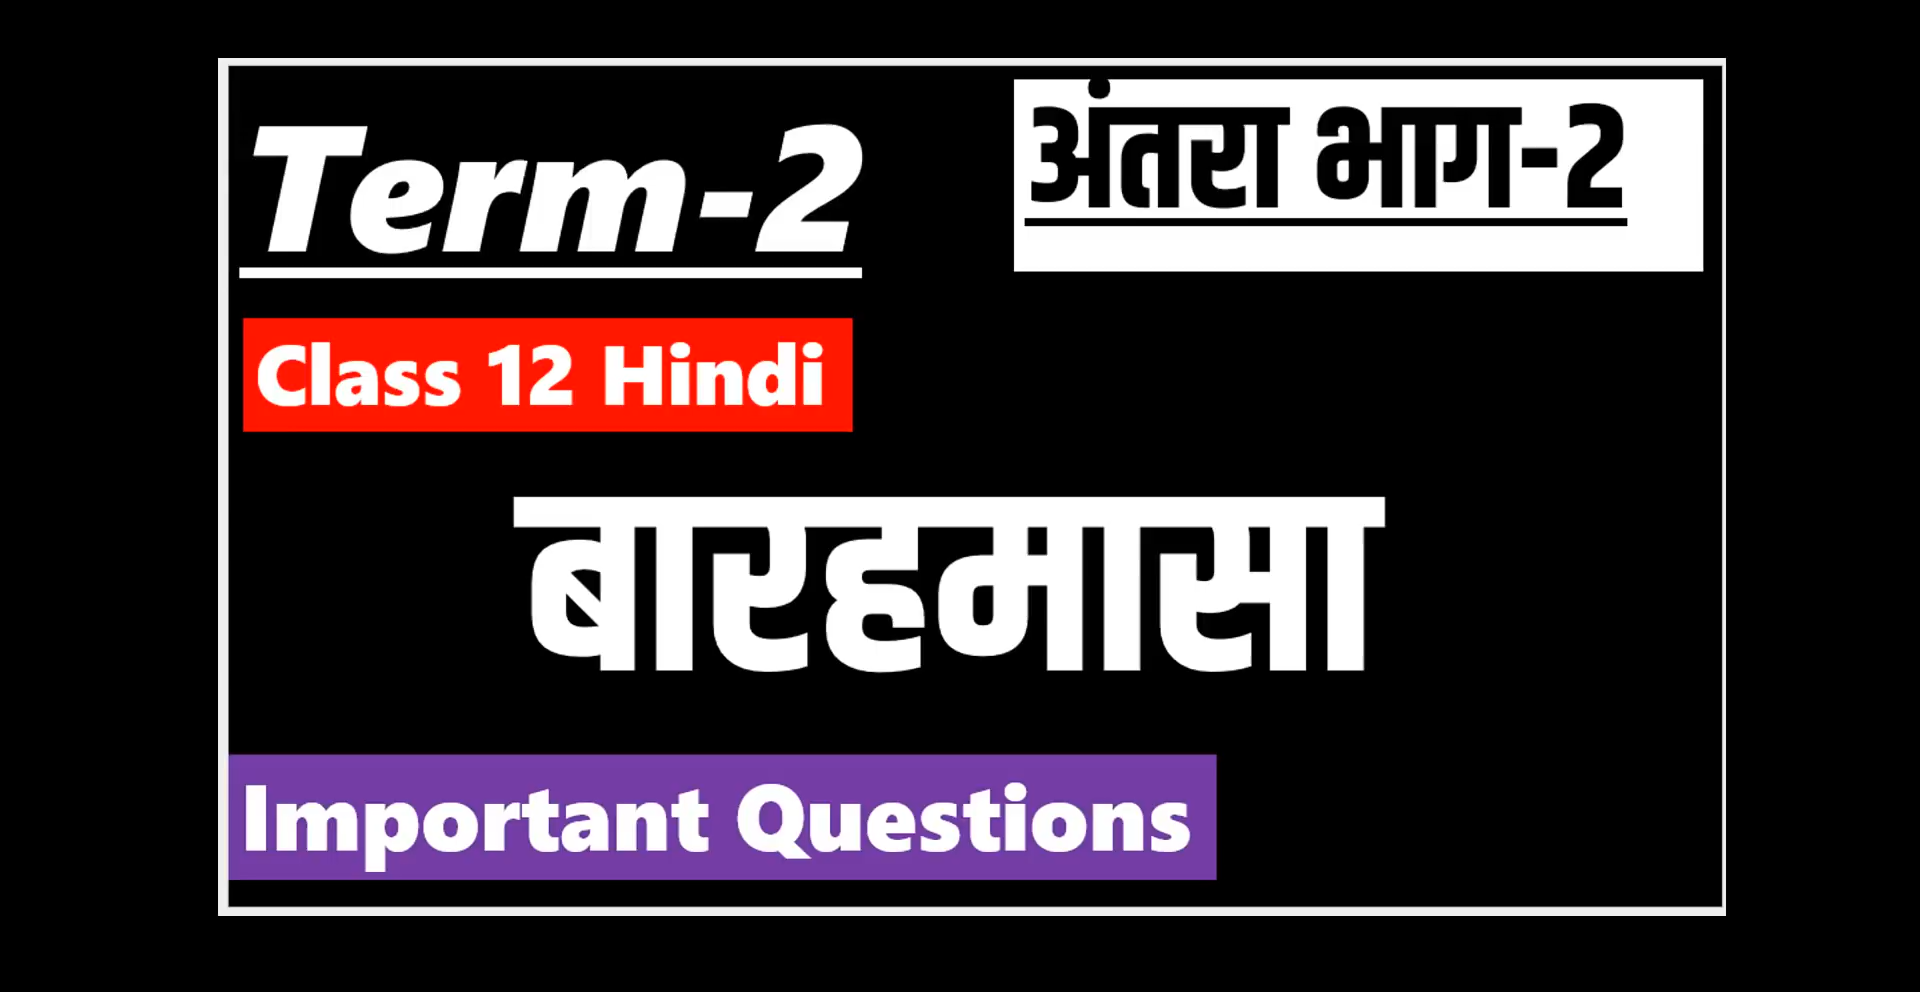 Term-2
अंतरा भाग-2
Class 12 Hindi
बारहमासा
Important Questions